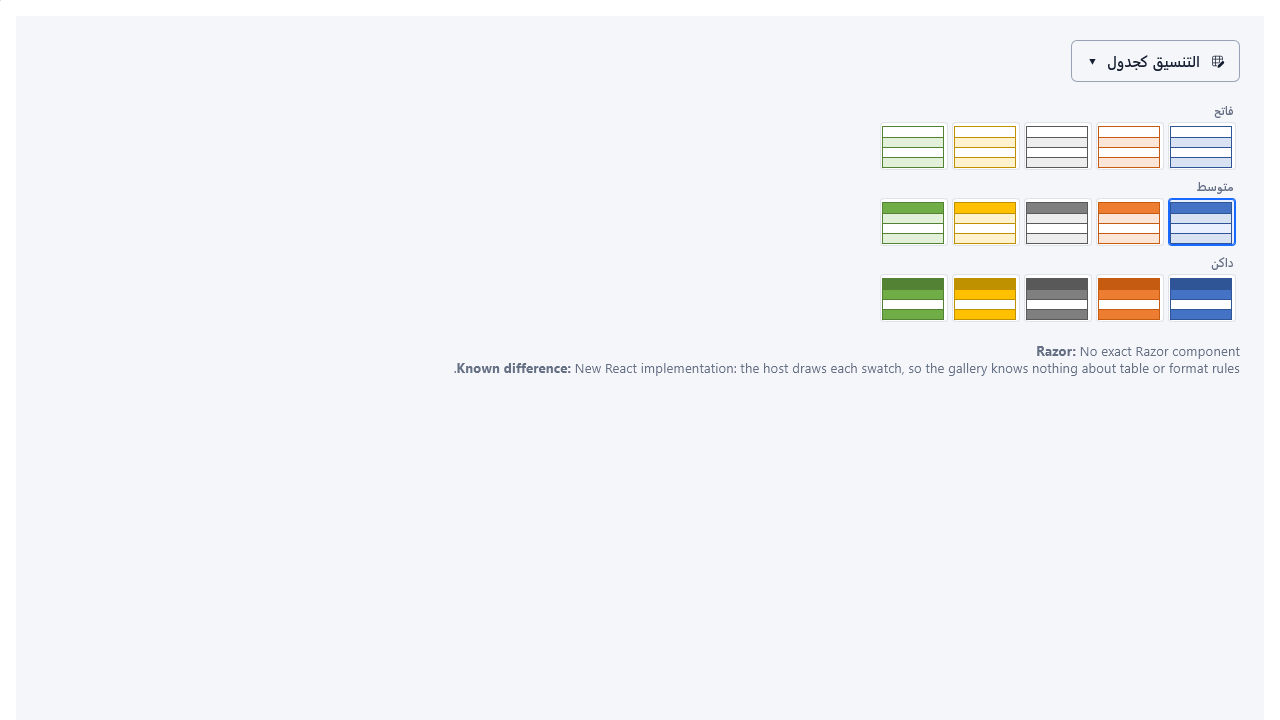 التنسيق كجدول ▼
فاتح
متوسط
داكن
Razor: No exact Razor component
Known difference: New React implementation: the host draws each swatch, so the gallery knows nothing about table or format rules.